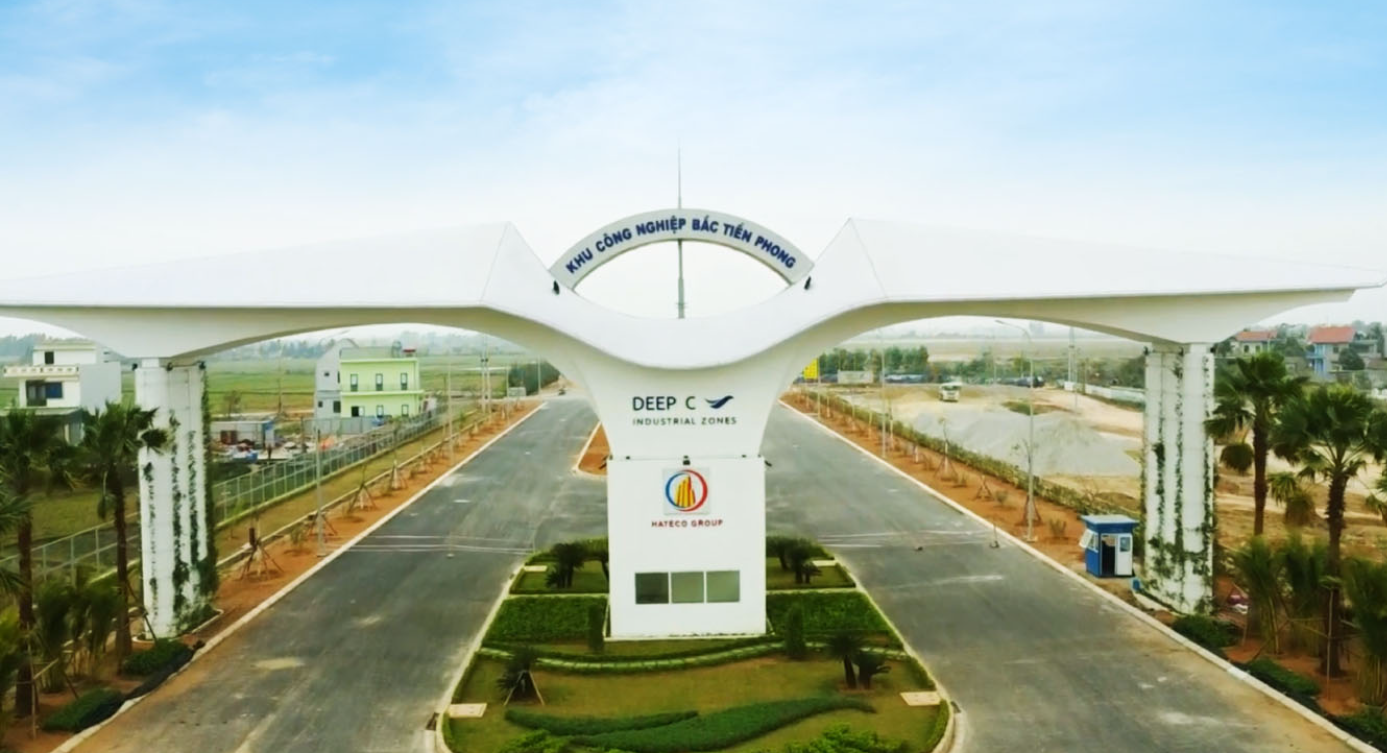 KHU CÔNG NGHIỆP BẮC TIỀN PHONG
DEEP C
INDUSTRIAL ZONES
HATECO GROUP